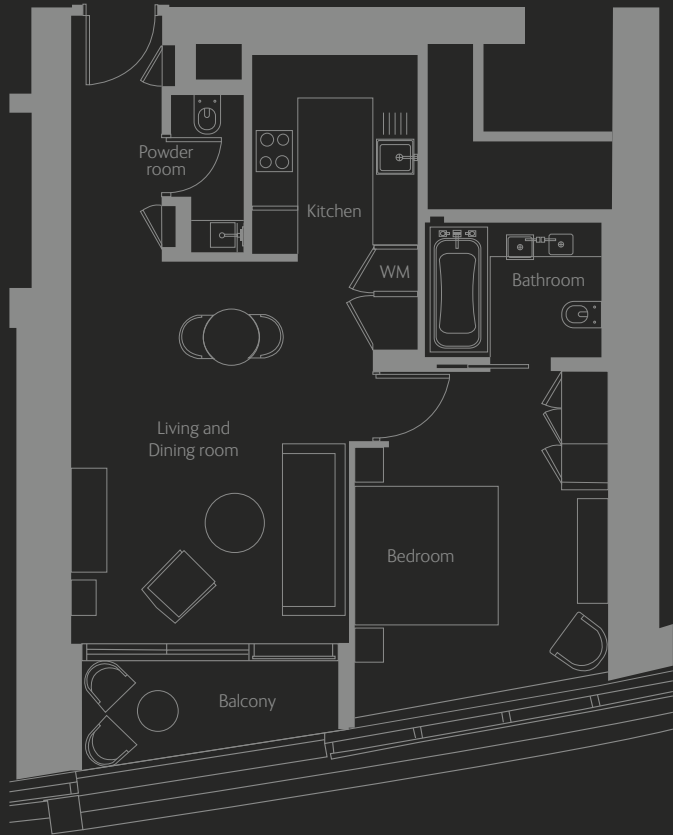 Powder
room
Kitchen
WM
Bathroom
Living and
Dining room
Bedroom
Balcony